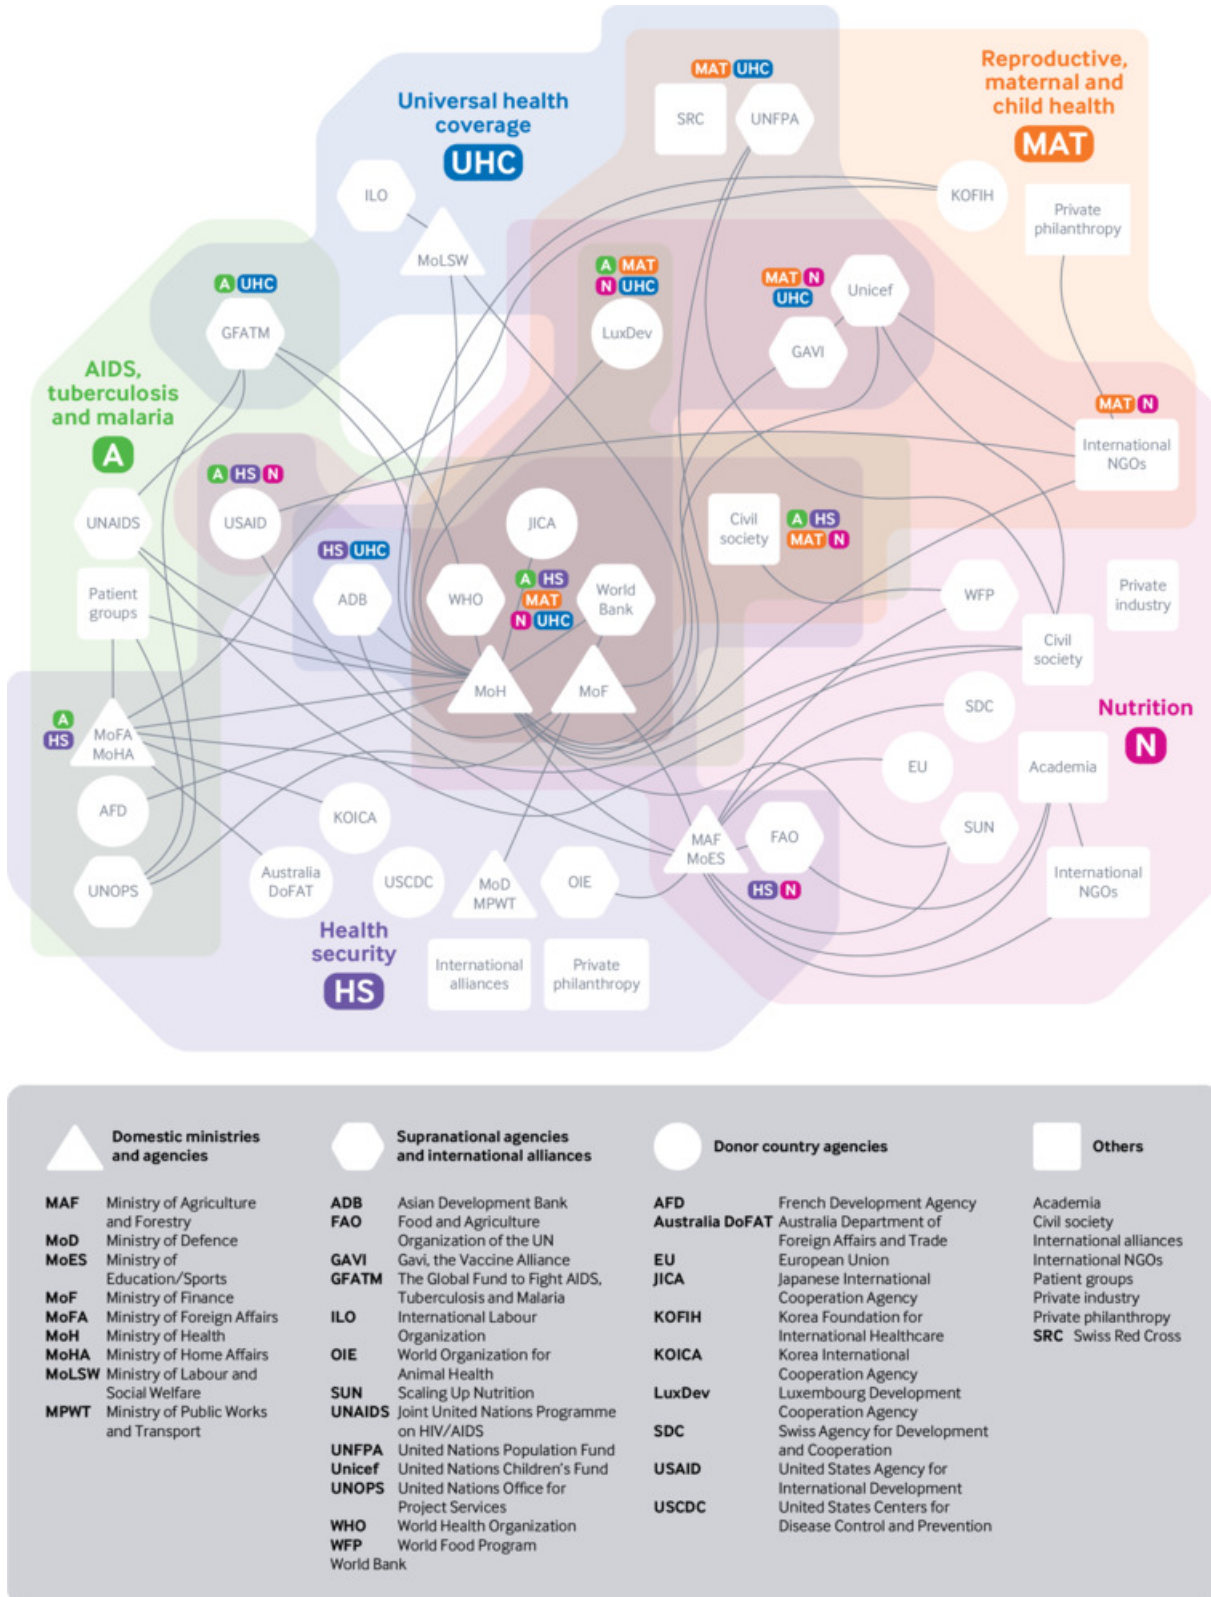 MAT UHC
Reproductive,
maternal and
child health
MAT
Universal health
coverage
UHC
SRC
UNFPA
ILO
KOFIH
Private
philanthropy
MoLSW
A UHC
GFATM
A MAT
N UHC
LuxDev
MAT N
UHC
Unicef
GAVI
AIDS,
tuberculosis
and malaria
A
MAT N
International
NGOs
A HS N
UNAIDS
USAID
JICA
Civil
society
A HS
MAT N
HS UHC
ADB
Patient
groups
WHO
A HS
MAT
N UHC
World
Bank
WFP
Private
industry
Civil
society
MoH
MoF
A
HS
MoFA
MoHA
SDC
Nutrition
N
EU
Academia
AFD
KOICA
MAF
MoES
FAO
SUN
HS N
UNOPS
Australia
DoFAT
USCDC
MoD
MPWT
OIE
International
NGOs
Health
security
HS
International
alliances
Private
philanthropy
Domestic ministries
and agencies
MAF Ministry of Agriculture
and Forestry
MoD Ministry of Defence
MoES Ministry of
Education/Sports
MoF Ministry of Finance
MoFA Ministry of Foreign Affairs
MoH Ministry of Health
MoHA Ministry of Home Affairs
MoLSW Ministry of Labour and
Social Welfare
MPWT Ministry of Public Works
and Transport
Supranational agencies
and international alliances
ADB Asian Development Bank
FAO Food and Agriculture
Organization of the UN
GAVI Gavi, the Vaccine Alliance
GFATM The Global Fund to Fight AIDS,
Tuberculosis and Malaria
ILO International Labour
Organization
OIE World Organization for
Animal Health
SUN Scaling Up Nutrition
UNAIDS Joint United Nations Programme
on HIV/AIDS
UNFPA United Nations Population Fund
Unicef United Nations Children's Fund
UNOPS United Nations Office for
Project Services
WHO World Health Organization
WFP World Food Program
World Bank
Donor country agencies
AFD French Development Agency
Australia DoFAT Australia Department of
Foreign Affairs and Trade
EU European Union
JICA Japanese International
Cooperation Agency
KOFIH Korea Foundation for
International Healthcare
KOICA Korea International
Cooperation Agency
LuxDev Luxembourg Development
Cooperation Agency
SDC Swiss Agency for Development
and Cooperation
USAID United States Agency for
International Development
USCDC United States Centers for
Disease Control and Prevention
Others
Academia
Civil society
International alliances
International NGOs
Patient groups
Private industry
Private philanthropy
SRC Swiss Red Cross